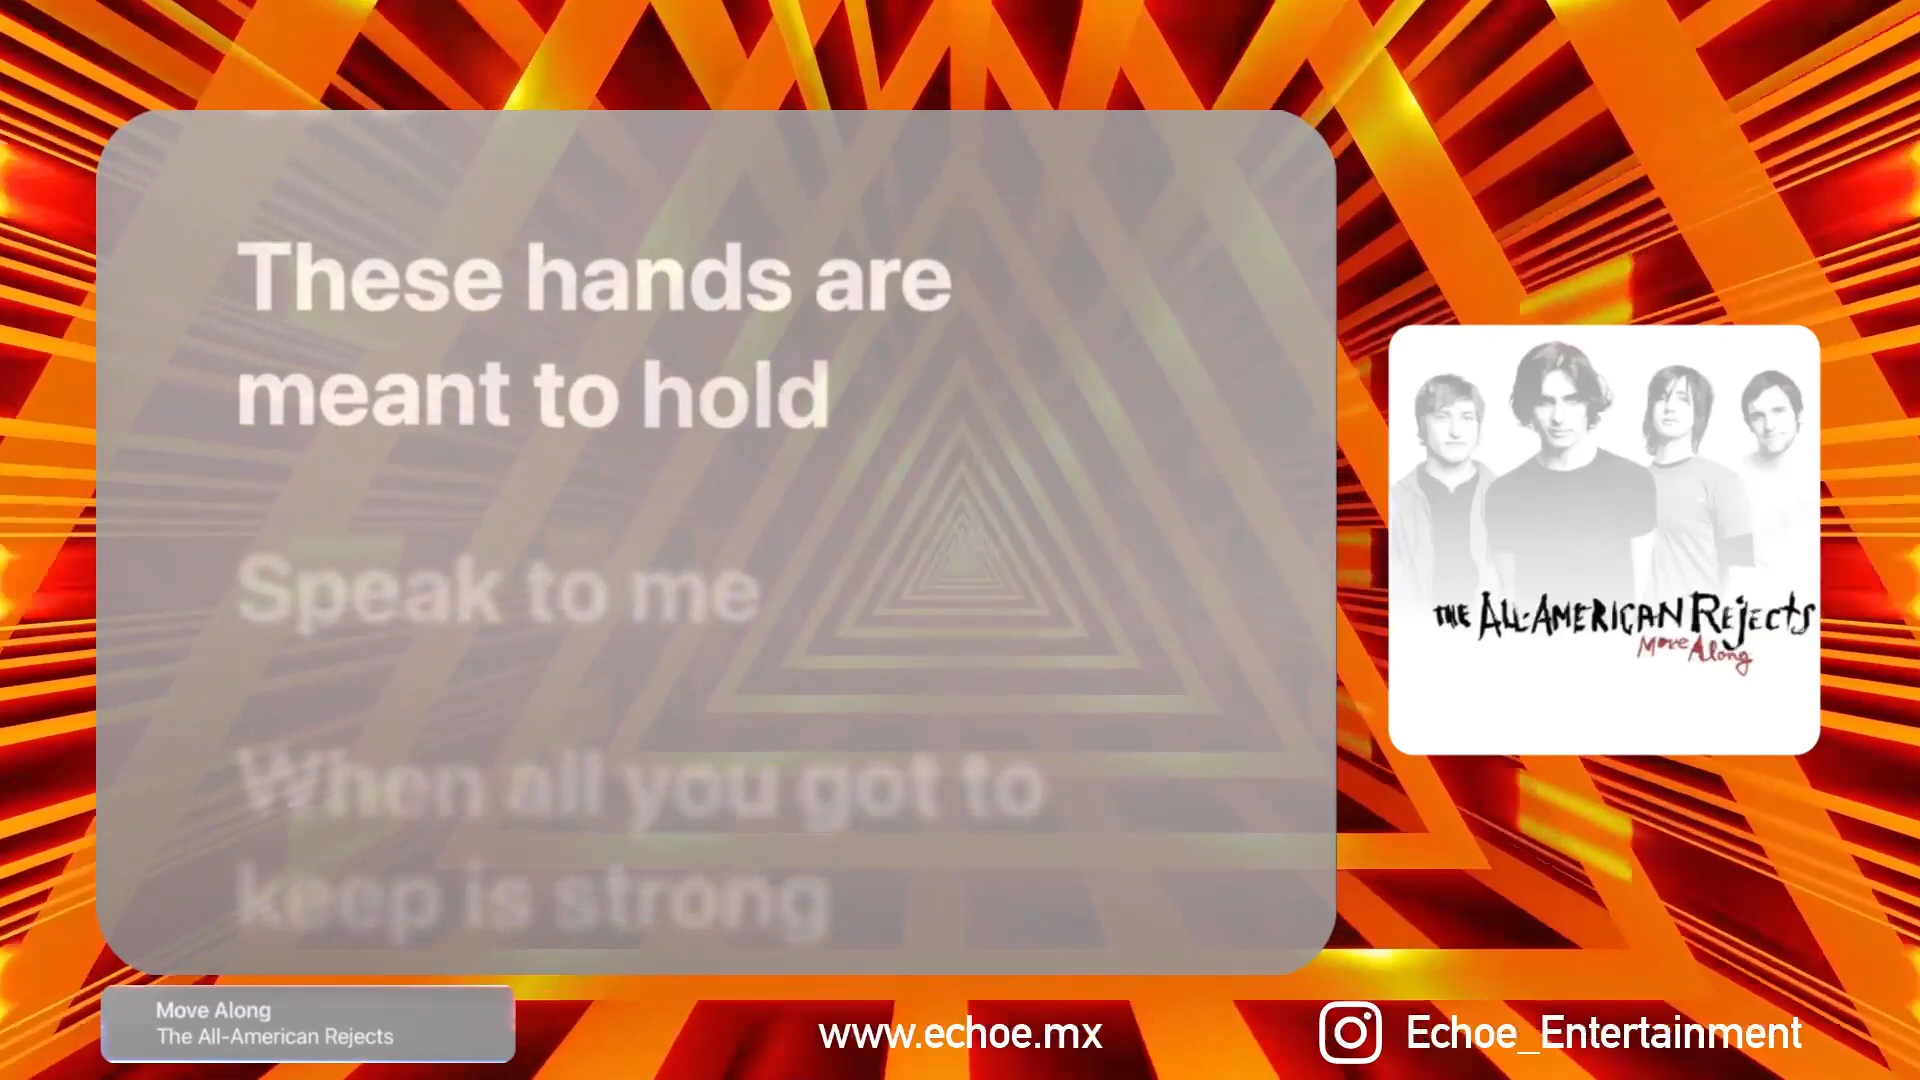 These hands are
meant to hold
Speak to me
When all you got to
keep is strong
THE ALL-AMERICAN REJECTS
Move Along
Move Along
The All-American Rejects
www.echoe.mx
Echoe_Entertainment